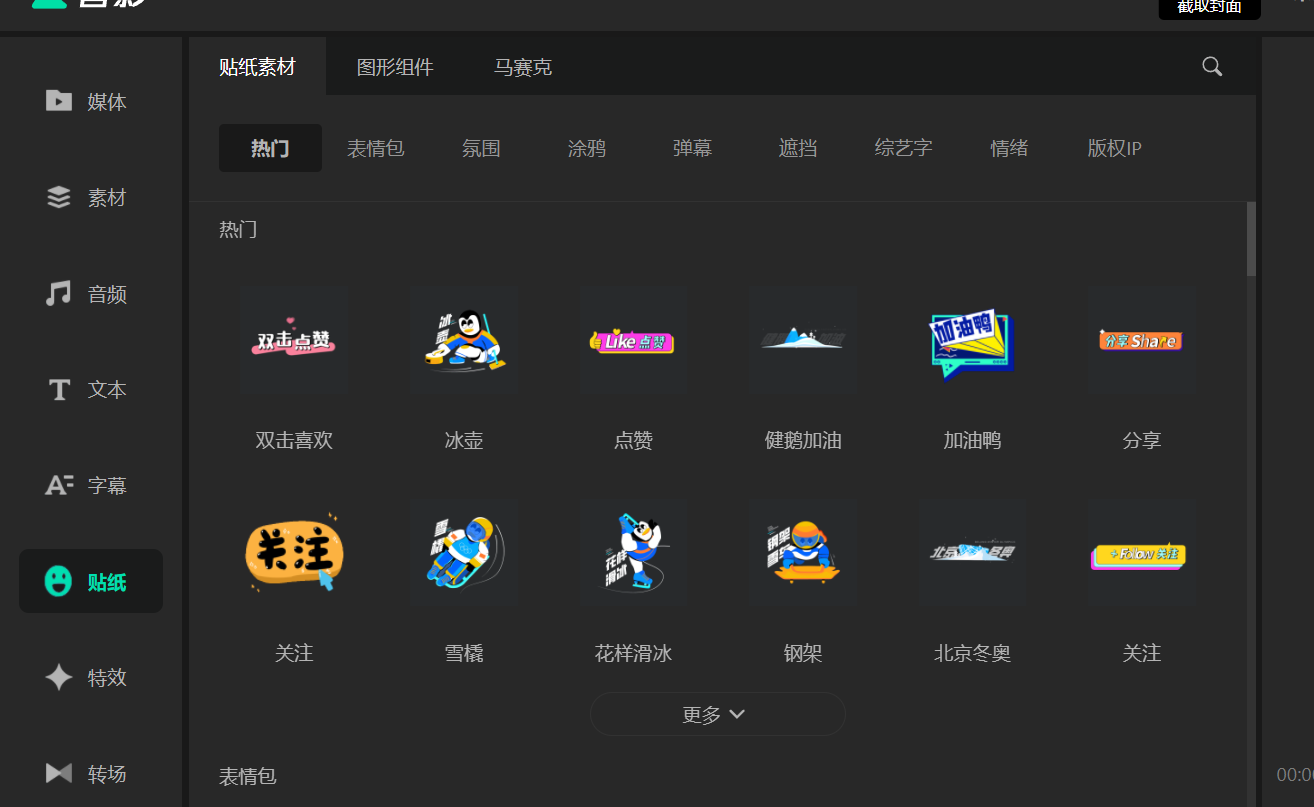 截取封面
贴纸素材 图形组件 马赛克
热门 表情包 氛围 涂鸦 弹幕 遮挡 综艺字 情绪 版权IP
媒体
素材
音频
文本
字幕
贴纸
特效
转场
热门
双击点赞
冰壶
Like 点赞
加油鸭
分享 Share
双击喜欢 冰壶 点赞 健鹅加油 加油鸭 分享
关注
雪橇
花样
滑冰
钢架
雪车
北京冬奥
+ Follow 关注
关注 雪橇 花样滑冰 钢架 北京冬奥 关注
更多
表情包